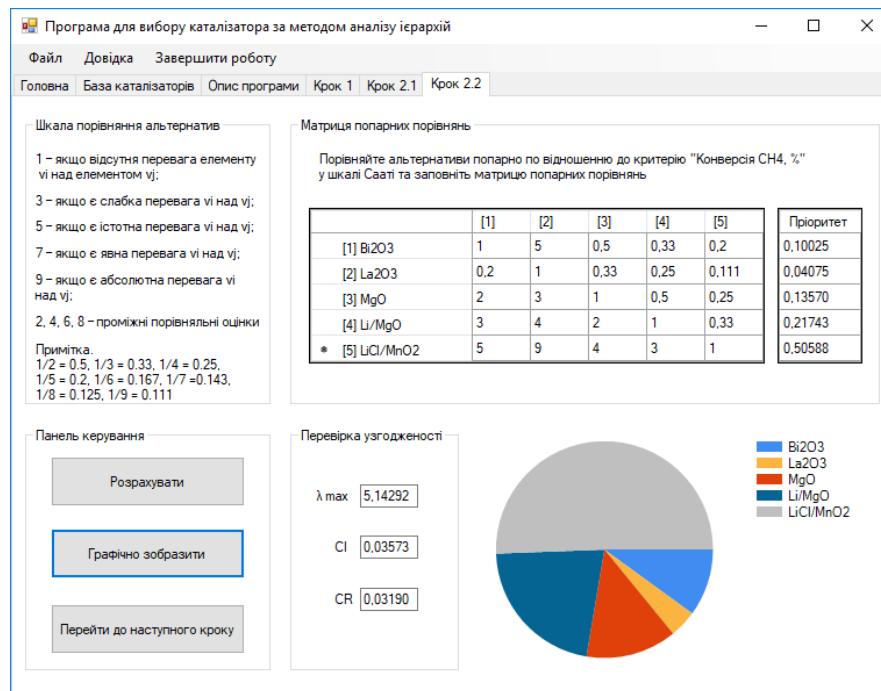 Програма для вибору каталізатора за методом аналізу ієрархій
Файл Довідка Завершити роботу
Головна База каталізаторів Опис програми Крок 1 Крок 2.1 Крок 2.2
Шкала порівняння альтернатив
1 – якщо відсутня перевага елементу
vi над елементом vj;
3 – якщо є слабка перевага vi над vj;
5 – якщо є істотна перевага vi над vj;
7 – якщо є явна перевага vi над vj;
9 – якщо є абсолютна перевага vi
над vj;
2, 4, 6, 8 – проміжні порівняльні оцінки
Примітка.
1/2 = 0.5, 1/3 = 0.33, 1/4 = 0.25,
1/5 = 0.2, 1/6 = 0.167, 1/7 =0.143,
1/8 = 0.125, 1/9 = 0.111
Матриця попарних порівнянь
Порівняйте альтернативи попарно по відношенню до критерію "Конверсія CH4, %"
у шкалі Сааті та заповніть матрицю попарних порівнянь
[1] [2] [3] [4] [5] Пріоритет
[1] Bi2O3 1 5 0,5 0,33 0,2 0,10025
[2] La2O3 0,2 1 0,33 0,25 0,111 0,04075
[3] MgO 2 3 1 0,5 0,25 0,13570
[4] Li/MgO 3 4 2 1 0,33 0,21743
* [5] LiCl/MnO2 5 9 4 3 1 0,50588
Панель керування
Розрахувати
Графічно зобразити
Перейти до наступного кроку
Перевірка узгодженості
λ max 5,14292
CI 0,03573
CR 0,03190
Bi2O3
La2O3
MgO
Li/MgO
LiCl/MnO2